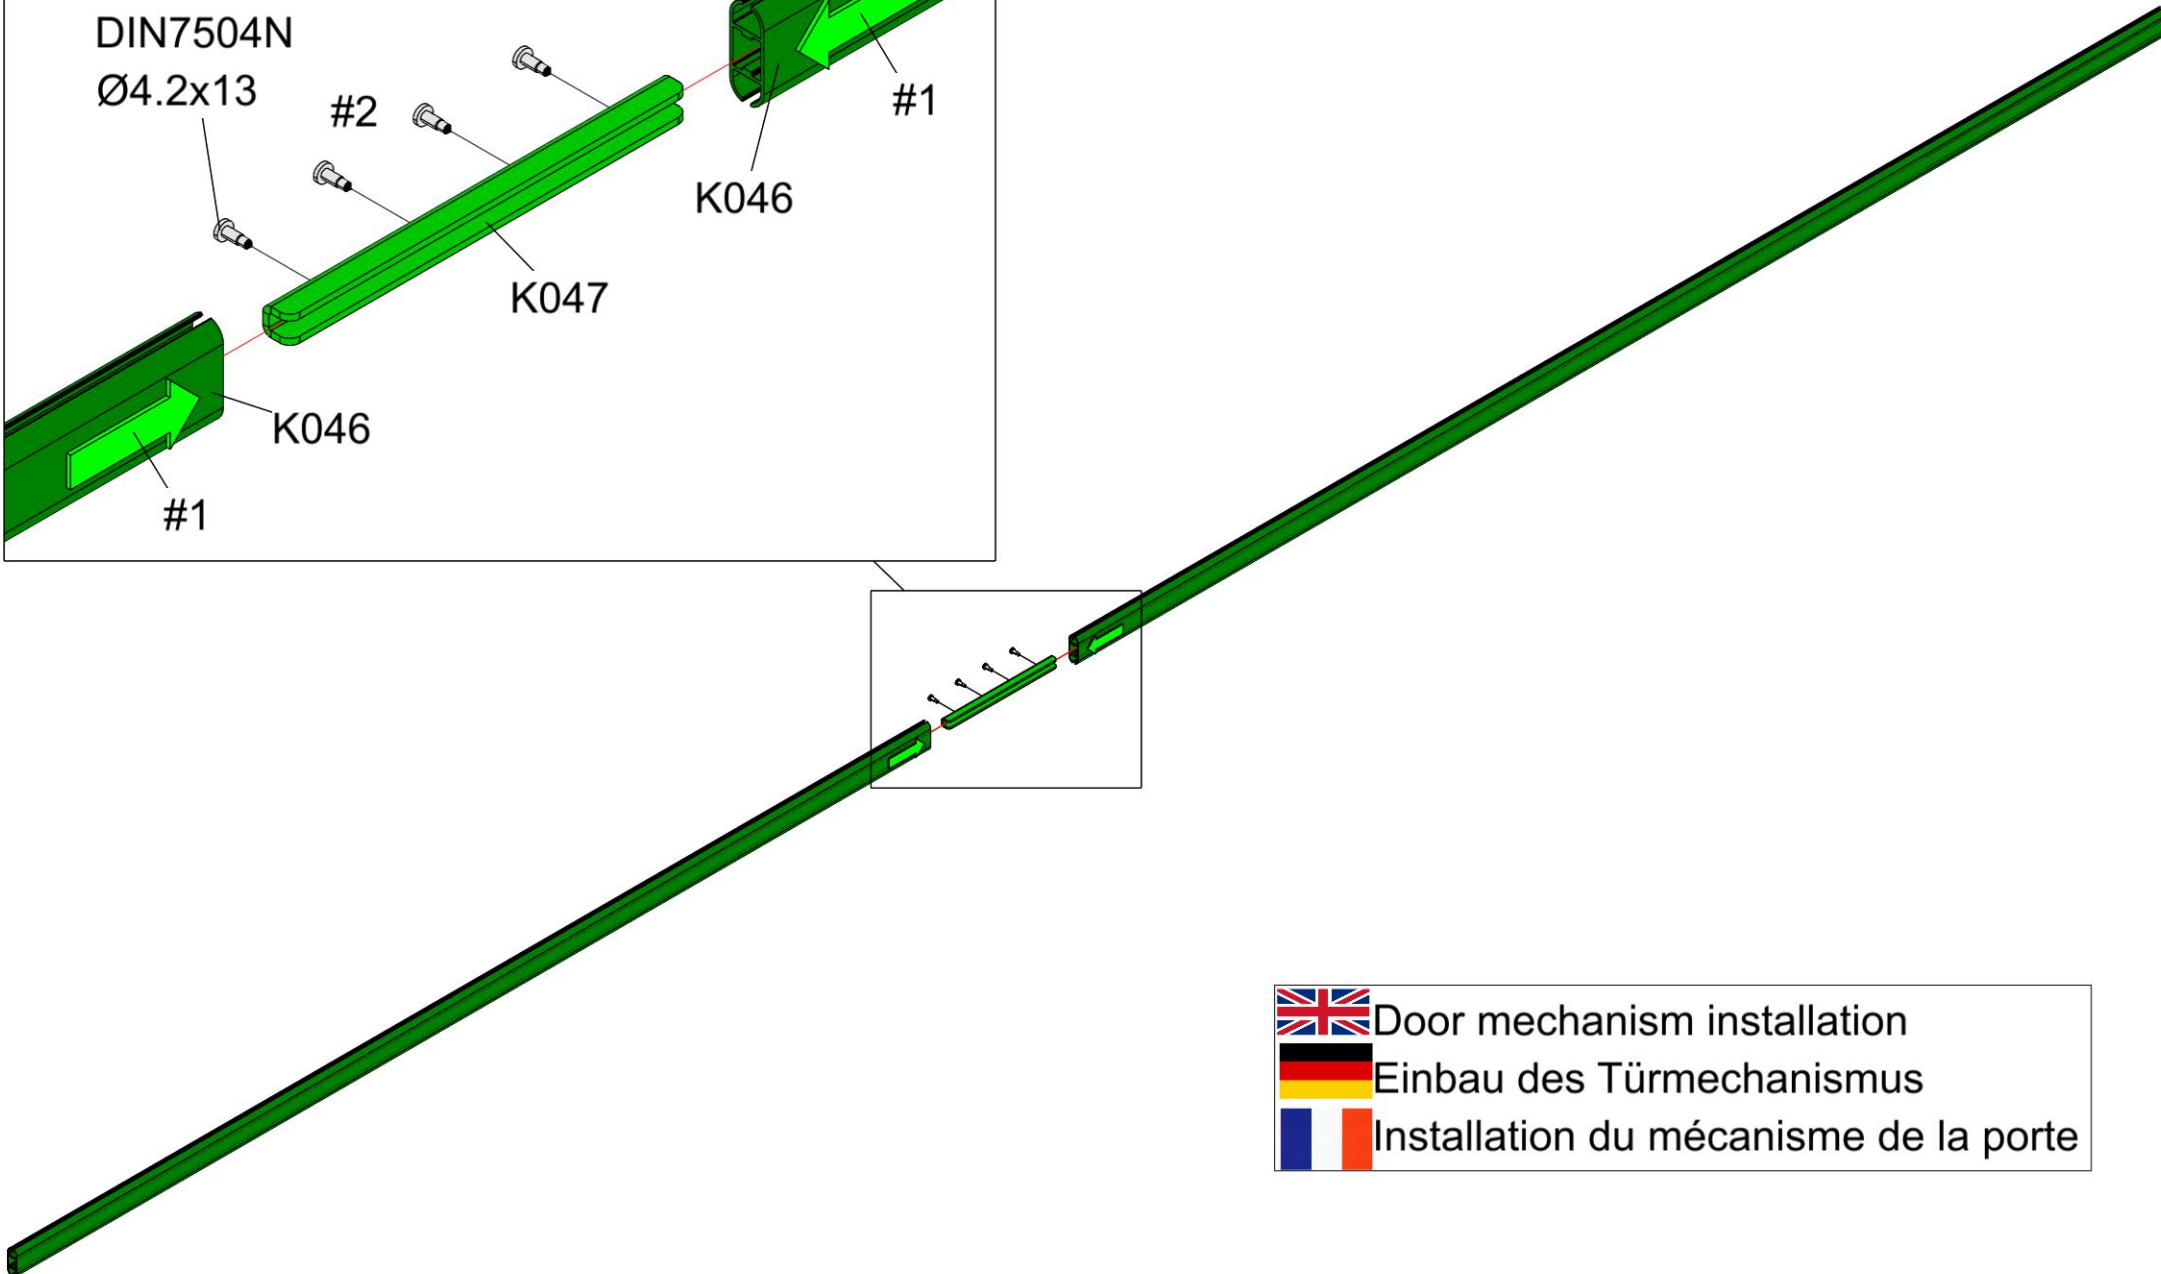 DIN7504N
Ø4.2x13
#2
#1
K046
K047
K046
#1
Door mechanism installation
Einbau des Türmechanismus
Installation du mécanisme de la porte